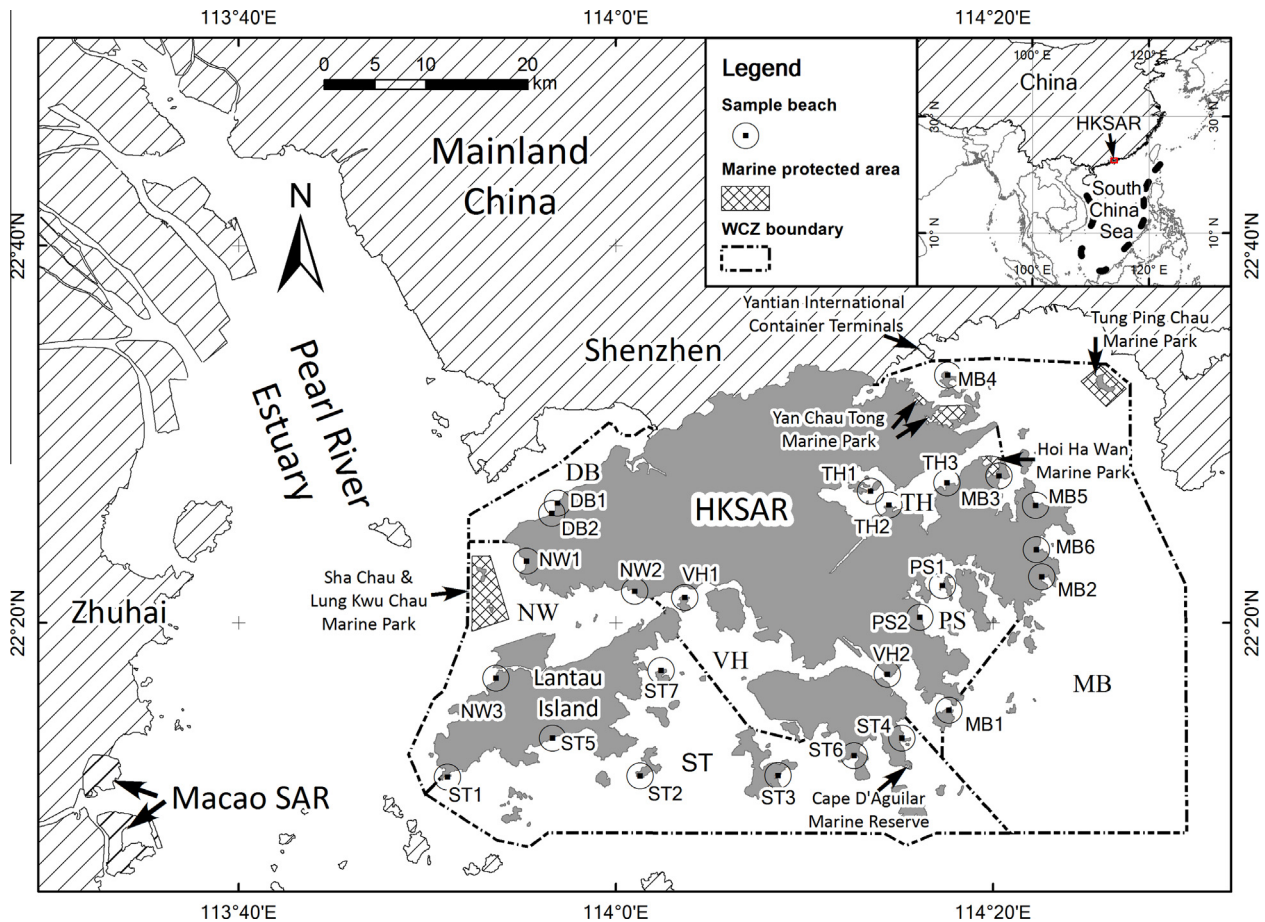 113°40'E
114°0'E
114°20'E
0 5 10 20
km
Mainland
China
N
Legend
Sample beach
Marine protected area
WCZ boundary
100° E
120° E
China
30° N
30° N
HKSAR
South
China
Sea
10° N
10° N
100° E
120° E
22°40'N
22°40'N
Yantian International
Container Terminals
Tung Ping Chau
Marine Park
Shenzhen
Pearl River
Estuary
MB4
Yan Chau Tong
Marine Park
Hoi Ha Wan
Marine Park
DB
DB1
DB2
HKSAR
TH1
TH2
TH
TH3
MB3
MB5
MB6
MB2
NW1
NW2
VH1
PS1
PS2
PS
Sha Chau &
Lung Kwu Chau
Marine Park
NW
Zhuhai
22°20'N
22°20'N
VH
VH2
MB
Lantau
Island
ST7
NW3
MB1
ST5
ST4
ST6
ST
ST1
ST2
ST3
Cape D'Aguilar
Marine Reserve
Macao SAR
113°40'E
114°0'E
114°20'E